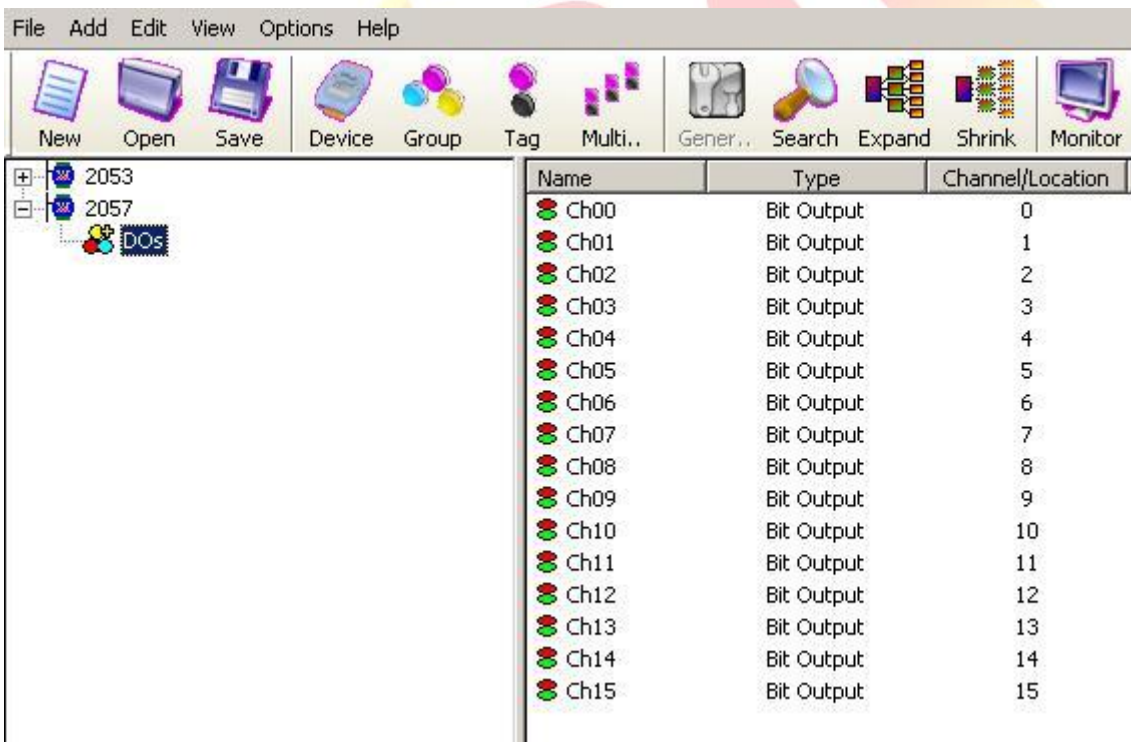 File Add Edit View Options Help
New Open Save Device Group Tag Multi.. Gener.. Search Expand Shrink Monitor
2053
2057
DOs
Name Type Channel/Location
Ch00 Bit Output 0
Ch01 Bit Output 1
Ch02 Bit Output 2
Ch03 Bit Output 3
Ch04 Bit Output 4
Ch05 Bit Output 5
Ch06 Bit Output 6
Ch07 Bit Output 7
Ch08 Bit Output 8
Ch09 Bit Output 9
Ch10 Bit Output 10
Ch11 Bit Output 11
Ch12 Bit Output 12
Ch13 Bit Output 13
Ch14 Bit Output 14
Ch15 Bit Output 15